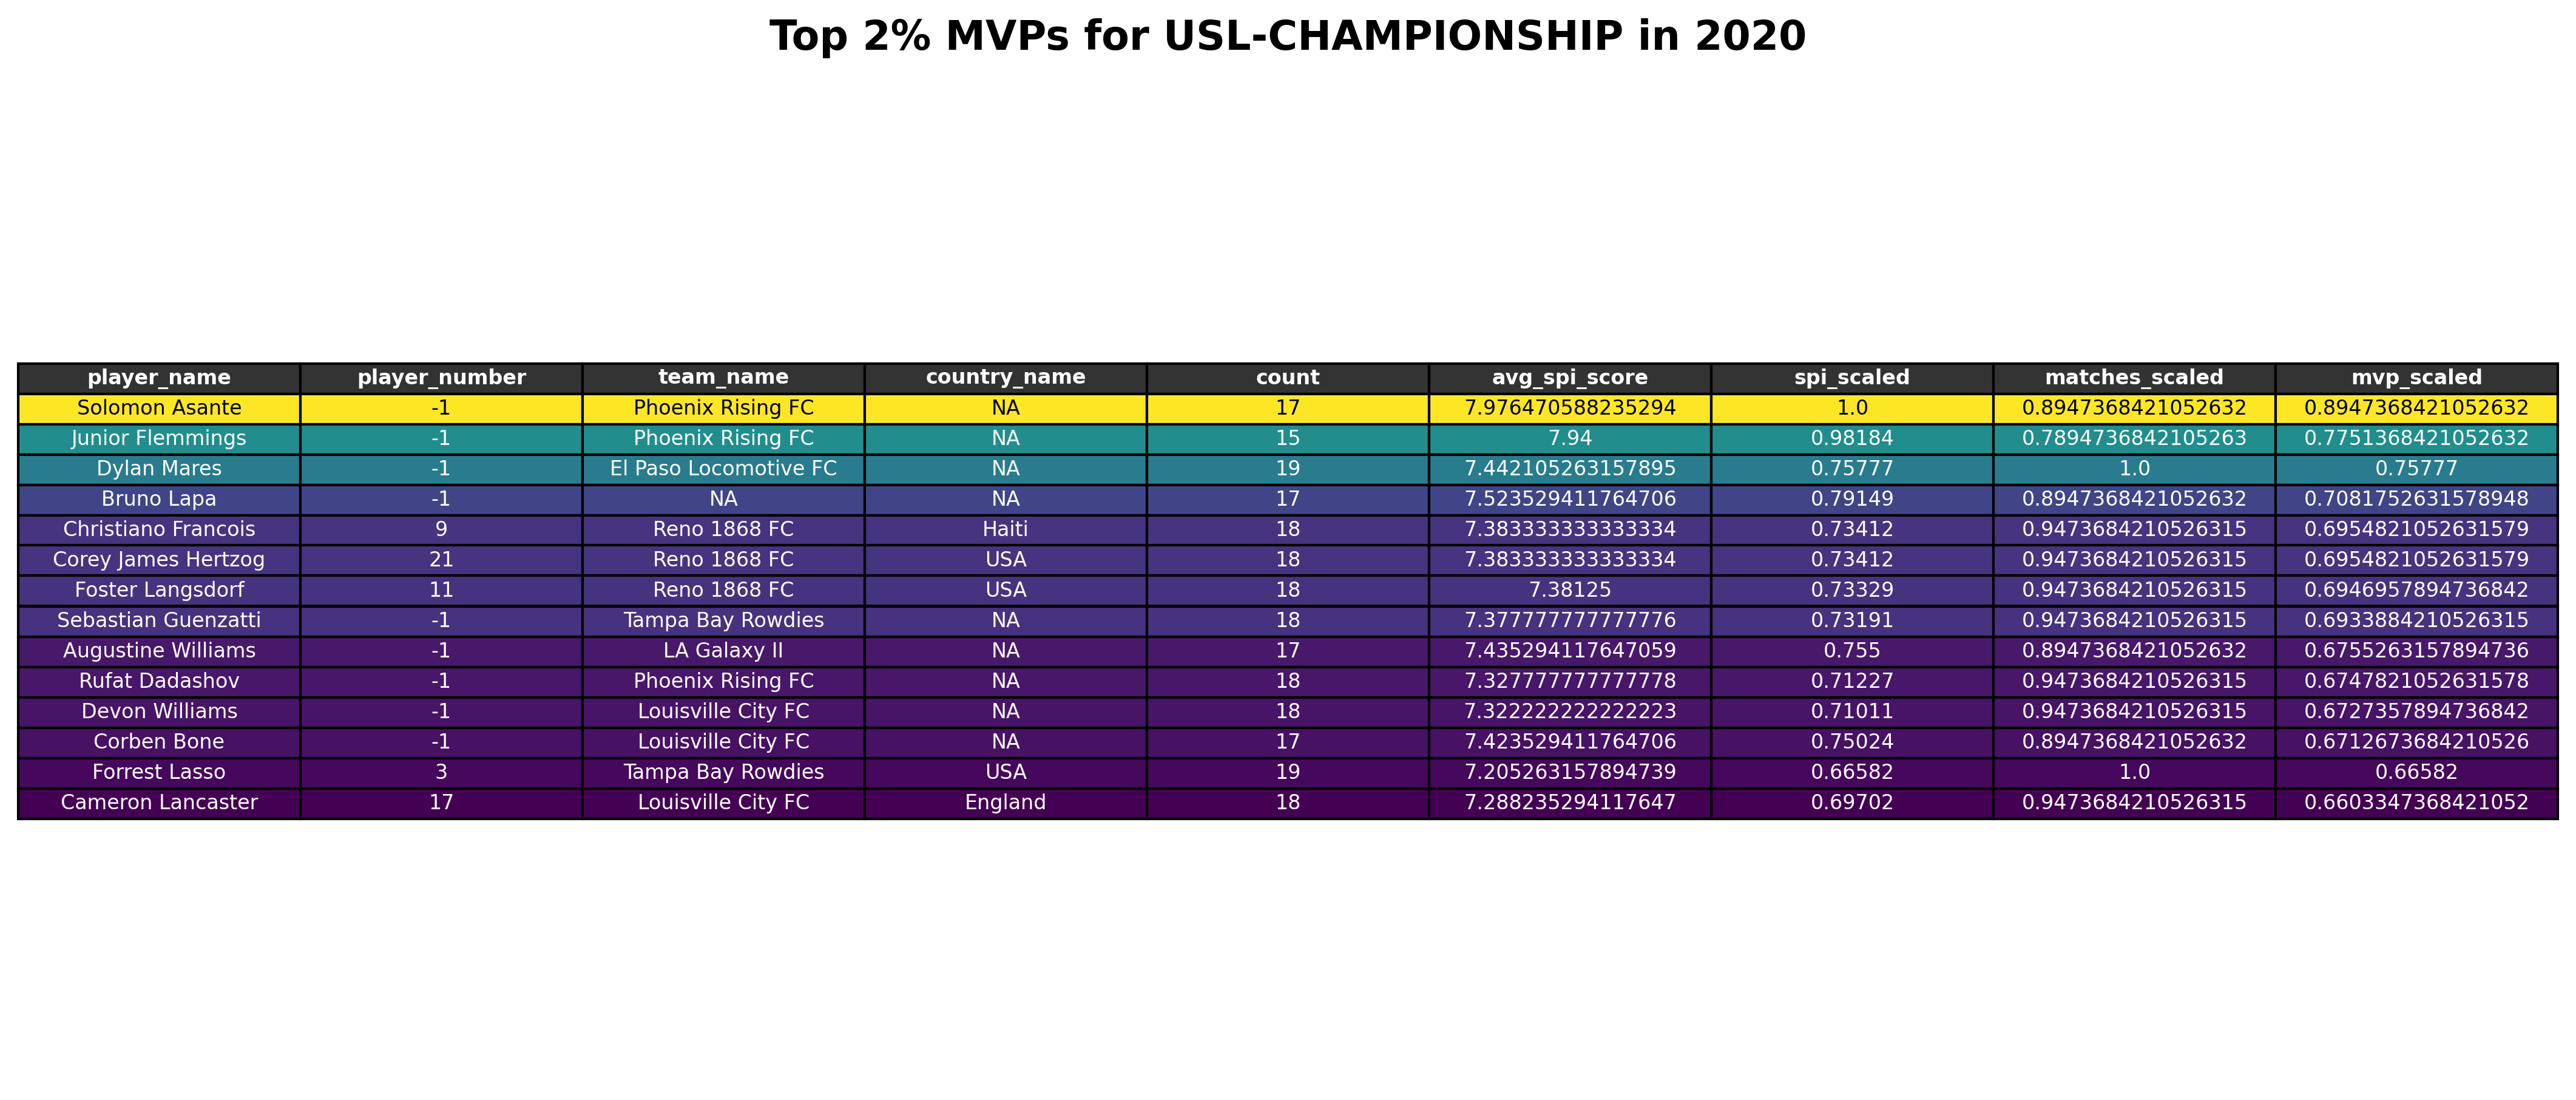 Top 2% MVPs for USL-CHAMPIONSHIP in 2020
player_name player_number team_name country_name count avg_spi_score spi_scaled matches_scaled mvp_scaled
Solomon Asante -1 Phoenix Rising FC NA 17 7.976470588235294 1.0 0.8947368421052632 0.8947368421052632
Junior Flemmings -1 Phoenix Rising FC NA 15 7.94 0.98184 0.7894736842105263 0.7751368421052632
Dylan Mares -1 El Paso Locomotive FC NA 19 7.442105263157895 0.75777 1.0 0.75777
Bruno Lapa -1 NA NA 17 7.523529411764706 0.79149 0.8947368421052632 0.7081752631578948
Christiano Francois 9 Reno 1868 FC Haiti 18 7.383333333333334 0.73412 0.9473684210526315 0.6954821052631579
Corey James Hertzog 21 Reno 1868 FC USA 18 7.383333333333334 0.73412 0.9473684210526315 0.6954821052631579
Foster Langsdorf 11 Reno 1868 FC USA 18 7.38125 0.73329 0.9473684210526315 0.6946957894736842
Sebastian Guenzatti -1 Tampa Bay Rowdies NA 18 7.377777777777776 0.73191 0.9473684210526315 0.6933884210526315
Augustine Williams -1 LA Galaxy II NA 17 7.435294117647059 0.755 0.8947368421052632 0.6755263157894736
Rufat Dadashov -1 Phoenix Rising FC NA 18 7.327777777777778 0.71227 0.9473684210526315 0.6747821052631578
Devon Williams -1 Louisville City FC NA 18 7.322222222222223 0.71011 0.9473684210526315 0.6727357894736842
Corben Bone -1 Louisville City FC NA 17 7.423529411764706 0.75024 0.8947368421052632 0.6712673684210526
Forrest Lasso 3 Tampa Bay Rowdies USA 19 7.205263157894739 0.66582 1.0 0.66582
Cameron Lancaster 17 Louisville City FC England 18 7.288235294117647 0.69702 0.9473684210526315 0.6603347368421052